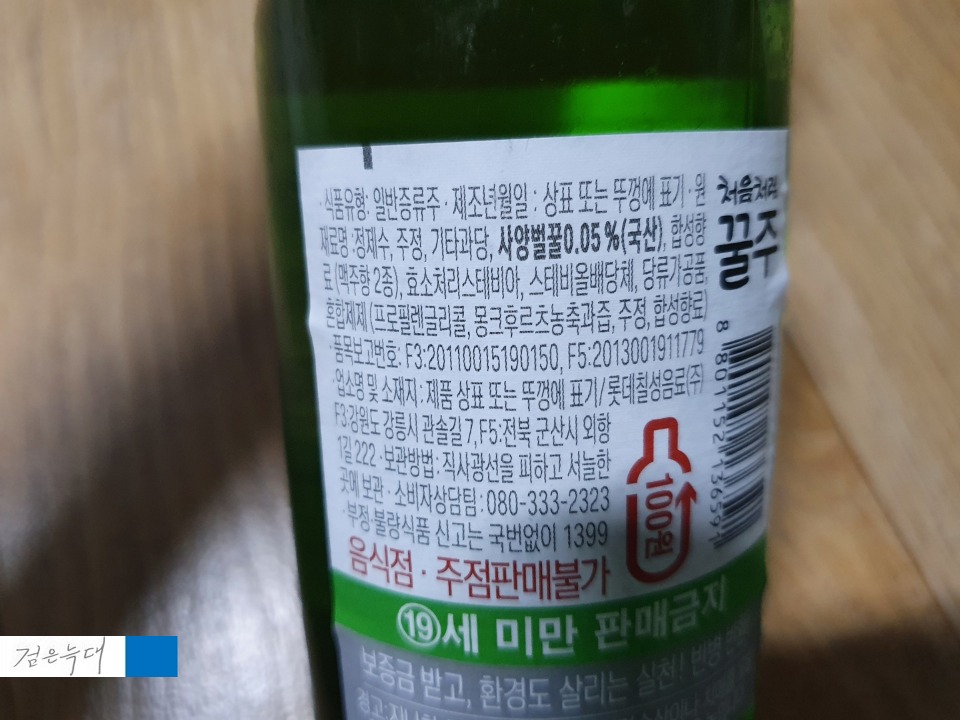 ·식품유형: 일반증류주 · 제조년월일 : 상표 또는 뚜껑에 표기 · 원
재료명 :정제수, 주정, 기타과당, 사양벌꿀0.05%(국산), 합성향
료(맥주향 2종), 효소처리스테비아, 스테비올배당체, 당류가공품,
혼합제제(프로필렌글리콜, 몽크후르츠농축과즙, 주정, 합성향료)
·품목보고번호: F3:20110015190150, F5:2013001911779
·업소명 및 소재지 : 제품 상표 또는 뚜껑에 표기/롯데칠성음료(주)
F3:강원도 강릉시 관솔길 7, F5:전북 군산시 외항
1길 222 ·보관방법: 직사광선을 피하고 서늘한
곳에 보관 · 소비자상담팀 : 080-333-2323
·부정·불량식품 신고는 국번없이 1399
음식점 · 주점판매불가
처음처럼
꿀주
8 801152 136591
100원
19세 미만 판매금지
보증금 받고, 환경도 살리는 실천! 빈병
경고:
검은늑대